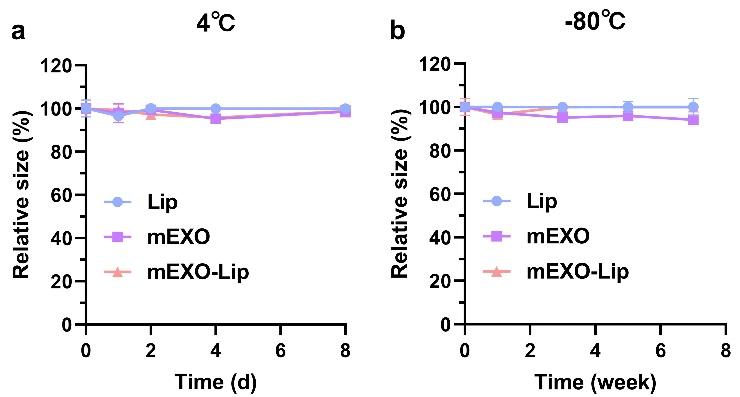 a
4℃
Relative size (%)
120
100
80
60
40
20
0
Lip
mEXO
mEXO-Lip
0 2 4 6 8
Time (d)
b
-80℃
Relative size (%)
120
100
80
60
40
20
0
Lip
mEXO
mEXO-Lip
0 2 4 6 8
Time (week)